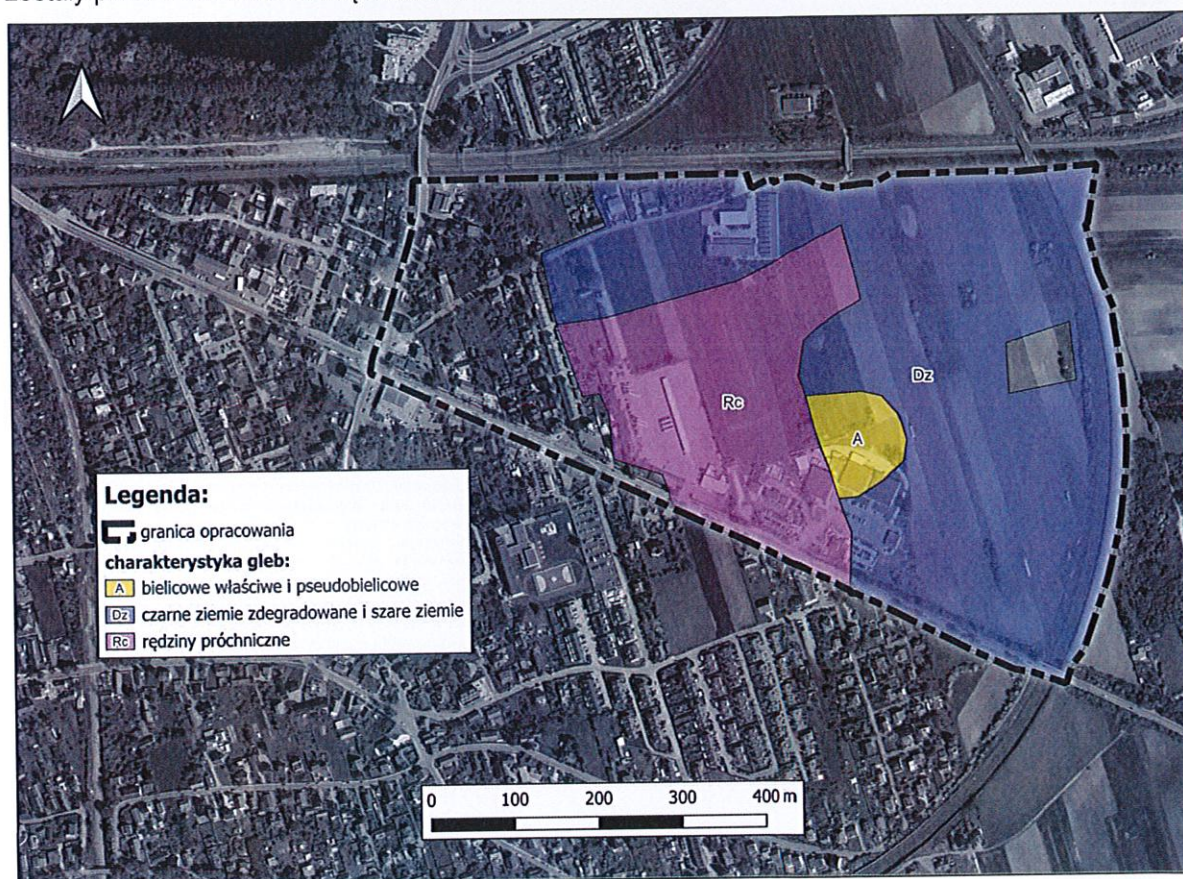 Rc
Dz
A
Legenda:
granica opracowania
charakterystyka gleb:
A bielicowe właściwe i pseudobielicowe
Dz czarne ziemie zdegradowane i szare ziemie
Rc rędziny próchniczne
0 100 200 300 400 m